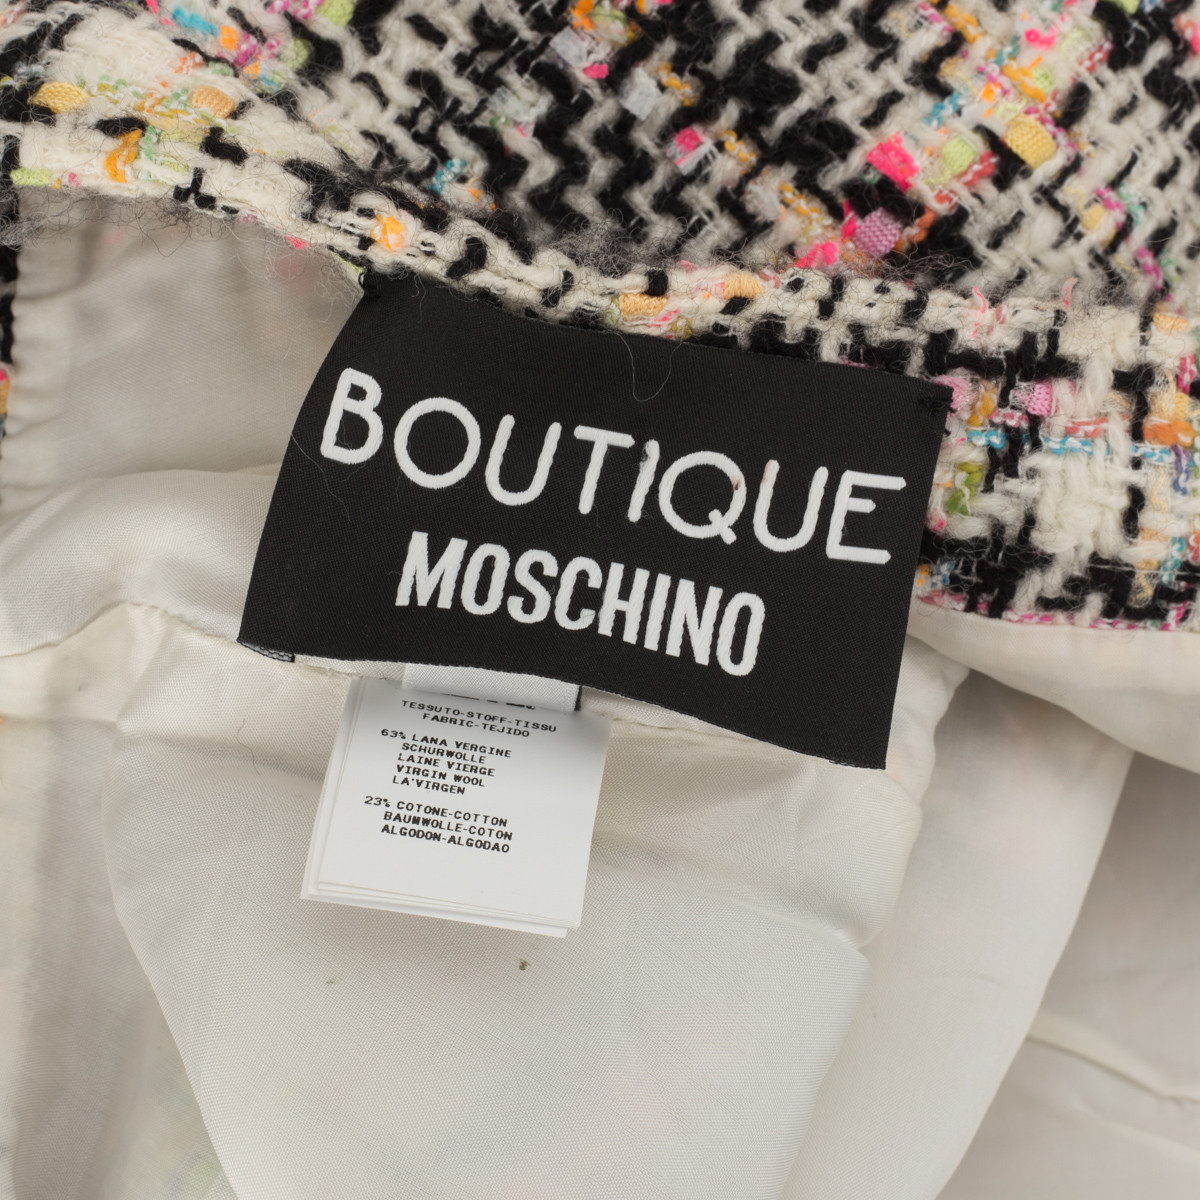 BOUTIQUE
MOSCHINO
TESSUTO-STOFF-TISSU
FABRIC-TEJIDO
63% LANA VERGINE
SCHURWOLLE
LAINE VIERGE
VIRGIN WOOL
LA'VIRGEN
23% COTONE-COTTON
BAUMWOLLE-COTON
ALGODON-ALGODAO